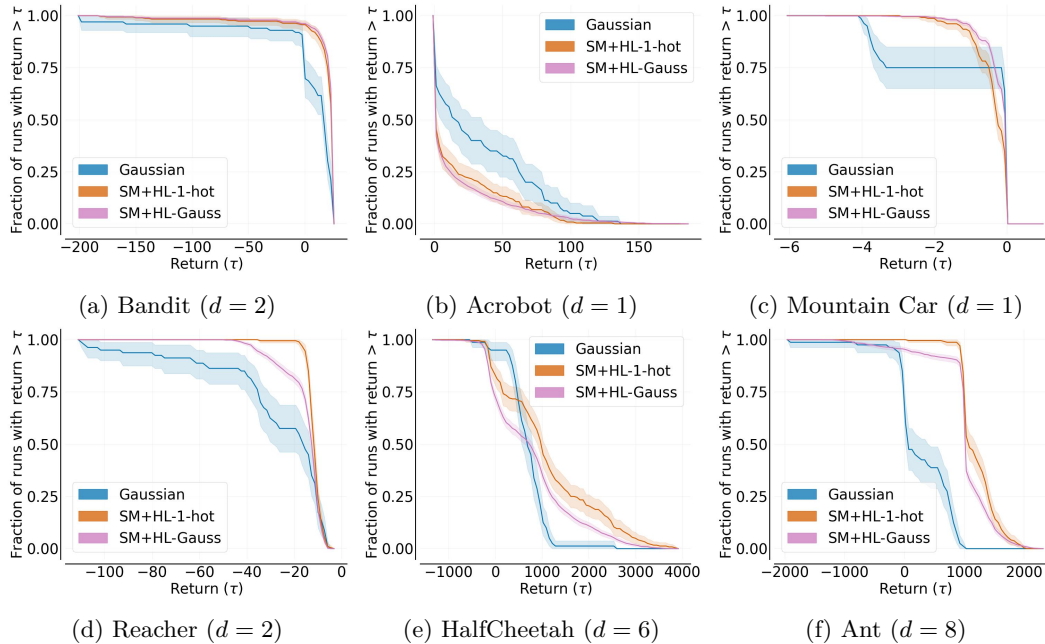 Fraction of runs with return > τ
1.00
0.75
0.50
0.25
0.00
Gaussian
SM+HL-1-hot
SM+HL-Gauss
−200
−150
−100
−50
0
Return (τ)
(a) Bandit (d = 2)
Fraction of runs with return > τ
1.00
0.75
0.50
0.25
0.00
Gaussian
SM+HL-1-hot
SM+HL-Gauss
0
50
100
150
Return (τ)
(b) Acrobot (d = 1)
Fraction of runs with return > τ
1.00
0.75
0.50
0.25
0.00
Gaussian
SM+HL-1-hot
SM+HL-Gauss
−6
−4
−2
0
Return (τ)
(c) Mountain Car (d = 1)
Fraction of runs with return > τ
1.00
0.75
0.50
0.25
0.00
Gaussian
SM+HL-1-hot
SM+HL-Gauss
−100
−80
−60
−40
−20
0
Return (τ)
(d) Reacher (d = 2)
Fraction of runs with return > τ
1.00
0.75
0.50
0.25
0.00
Gaussian
SM+HL-1-hot
SM+HL-Gauss
−1000
0
1000
2000
3000
4000
Return (τ)
(e) HalfCheetah (d = 6)
Fraction of runs with return > τ
1.00
0.75
0.50
0.25
0.00
Gaussian
SM+HL-1-hot
SM+HL-Gauss
−2000
−1000
0
1000
2000
Return (τ)
(f) Ant (d = 8)